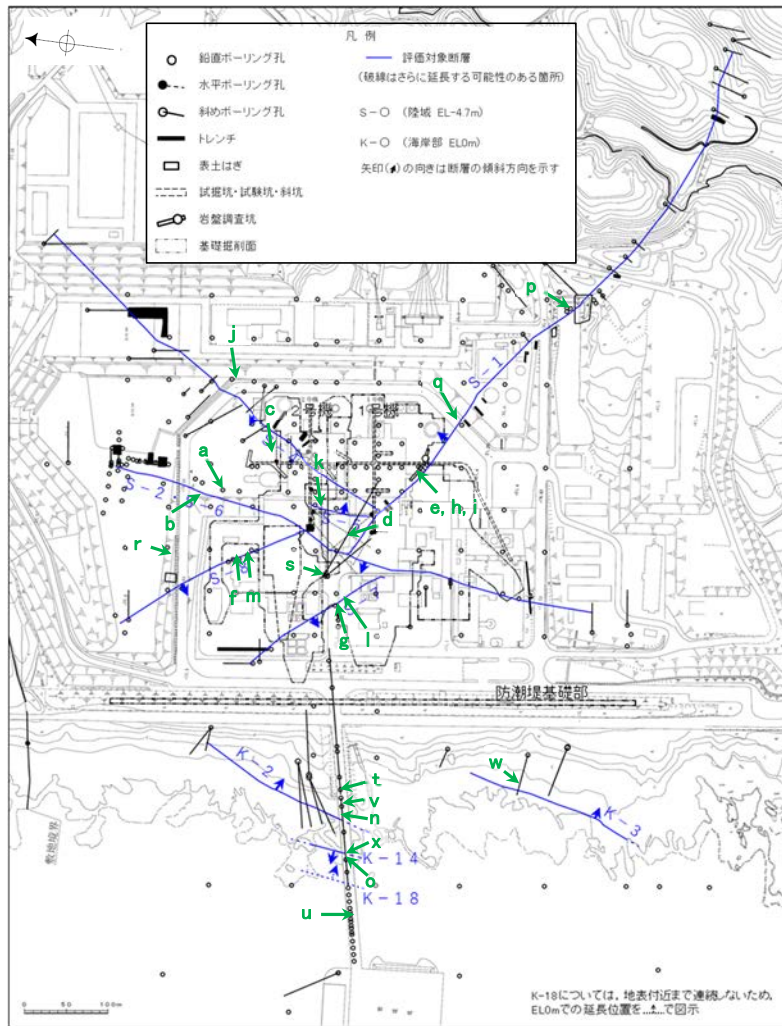 凡 例
鉛直ボーリング孔
水平ボーリング孔
斜めボーリング孔
トレンチ
表土はぎ
試掘坑・試験坑・斜坑
岩盤調査坑
基礎掘削面
評価対象断層
(破線はさらに延長する可能性のある箇所)
S-○ (陸域 EL-4.7m)
K-○ (海岸部 EL0m)
矢印( )の向きは断層の傾斜方向を示す
p
j
S-1
q
c
2号機
1号機
a
k
S-2・S-6
b
d
e, h, i
r
s
S-8
f
m
g
l
防潮堤基礎部
K-2
t
v
n
w
K-3
x
K-14
o
敷地境界
K-18
u
0 50 100m
K-18については，地表付近まで連続しないため，
EL0mでの延長位置を で図示